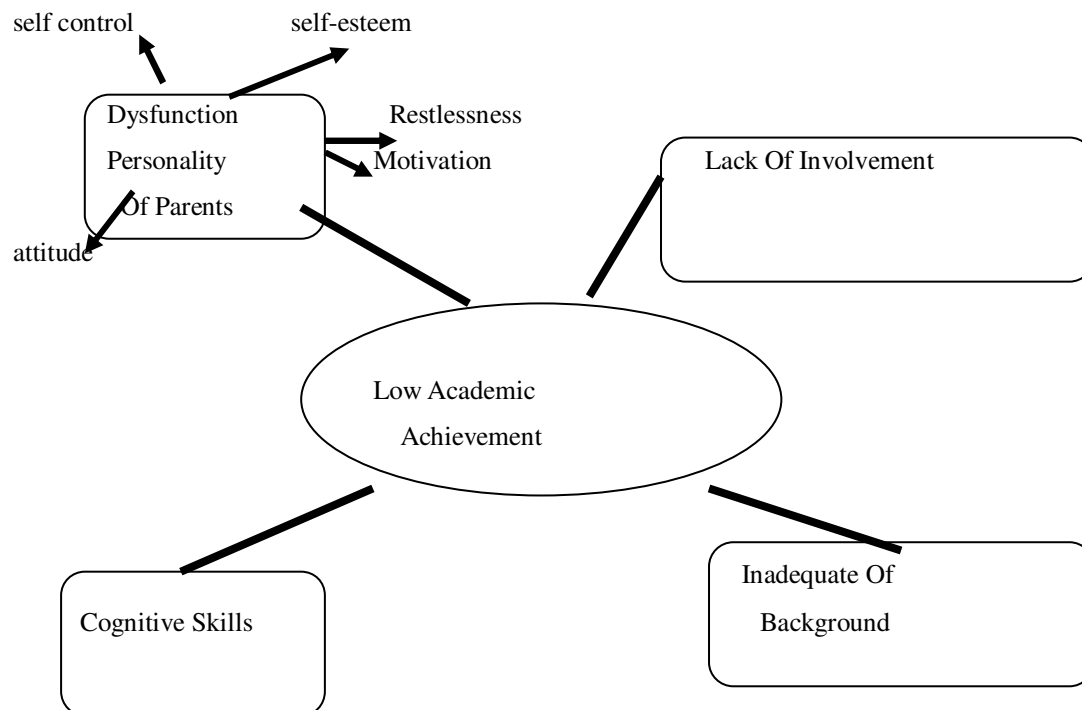 self control
self-esteem
Dysfunction
Personality
Of Parents
Restlessness
Motivation
attitude
Lack Of Involvement
Low Academic
Achievement
Cognitive Skills
Inadequate Of
Background